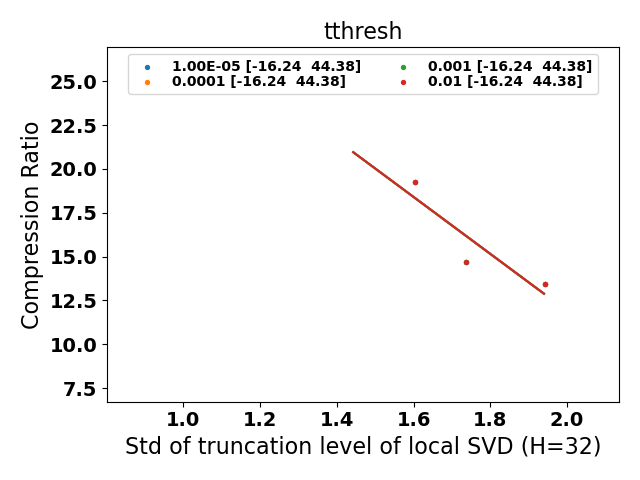 tthresh
1.00E-05 [-16.24  44.38]
0.0001 [-16.24  44.38]
0.001 [-16.24  44.38]
0.01 [-16.24  44.38]
Compression Ratio
25.0
22.5
20.0
17.5
15.0
12.5
10.0
7.5
1.0 1.2 1.4 1.6 1.8 2.0
Std of truncation level of local SVD (H=32)